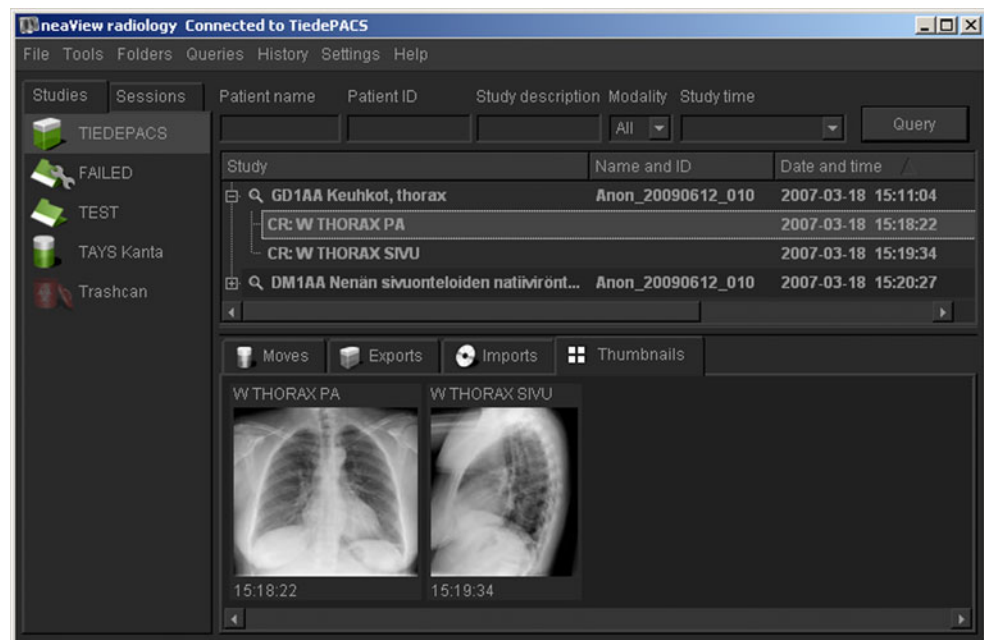 neaView radiology Connected to TiedePACS
File Tools Folders Queries History Settings Help
Studies Sessions
TIEDEPACS
FAILED
TEST
TAYS Kanta
Trashcan
Patient name Patient ID Study description Modality Study time
All Query
Study Name and ID Date and time
GD1AA Keuhkot, thorax Anon_20090612_010 2007-03-18 15:11:04
CR: W THORAX PA 2007-03-18 15:18:22
CR: W THORAX SIVU 2007-03-18 15:19:34
DM1AA Nenän sivuonteloiden natiivirönt... Anon_20090612_010 2007-03-18 15:20:27
Moves Exports Imports Thumbnails
W THORAX PA W THORAX SIVU
15:18:22 15:19:34